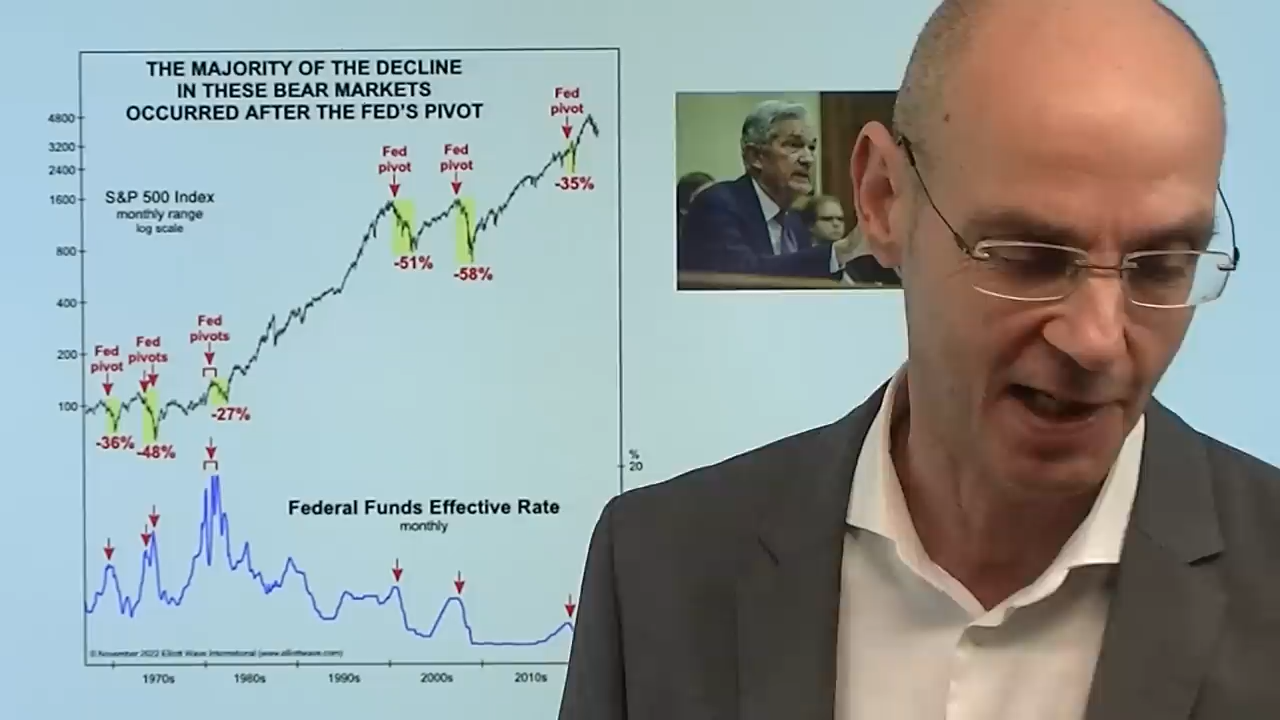 THE MAJORITY OF THE DECLINE
IN THESE BEAR MARKETS
OCCURRED AFTER THE FED'S PIVOT
Fed
pivot
4800
3200
2400
1600
800
400
200
100
S&P 500 Index
monthly range
log scale
Fed
pivot
Fed
pivot
-35%
-51%
-58%
Fed
pivots
Fed
pivot
Fed
pivots
-27%
-36%
-48%
%
20
Federal Funds Effective Rate
monthly
© November 2022 Elliott Wave International (www.elliottwave.com)
1970s
1980s
1990s
2000s
2010s